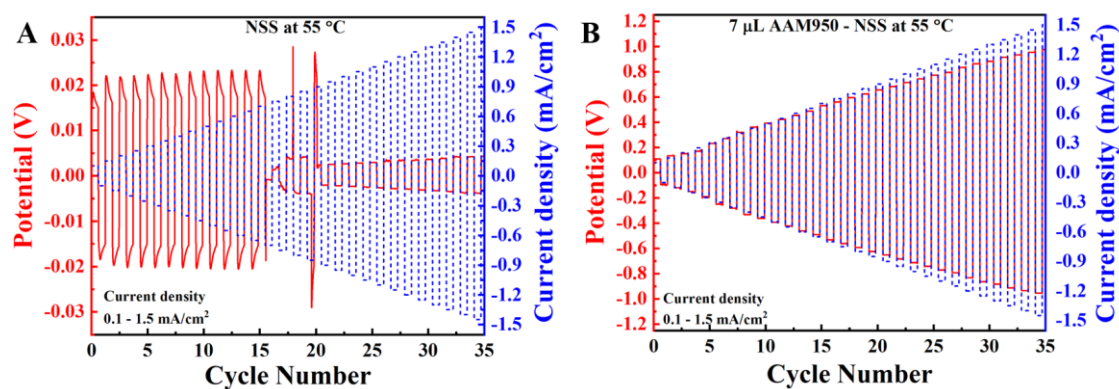 A
NSS at 55 °C
Potential (V)
0.03
0.02
0.01
0.00
-0.01
-0.02
-0.03
Current density (mA/cm²)
1.5
1.2
0.9
0.6
0.3
0.0
-0.3
-0.6
-0.9
-1.2
-1.5
Current density
0.1 - 1.5 mA/cm²
0 5 10 15 20 25 30 35
Cycle Number
B
7 µL AAM950 - NSS at 55 °C
Potential (V)
1.2
1.0
0.8
0.6
0.4
0.2
0.0
-0.2
-0.4
-0.6
-0.8
-1.0
-1.2
Current density (mA/cm²)
1.5
1.2
0.9
0.6
0.3
0.0
-0.3
-0.6
-0.9
-1.2
-1.5
Current density
0.1 - 1.5 mA/cm²
0 5 10 15 20 25 30 35
Cycle Number